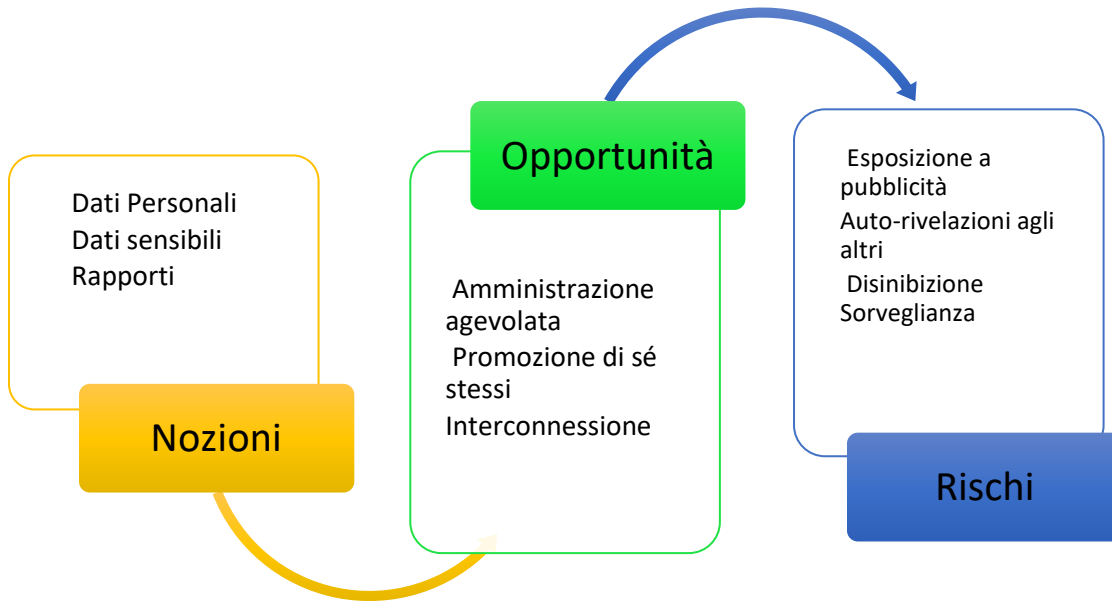 Dati Personali
Dati sensibili
Rapporti
Nozioni
Opportunità
Amministrazione
agevolata
Promozione di sé
stessi
Interconnessione
Esposizione a
pubblicità
Auto-rivelazioni agli
altri
Disinibizione
Sorveglianza
Rischi